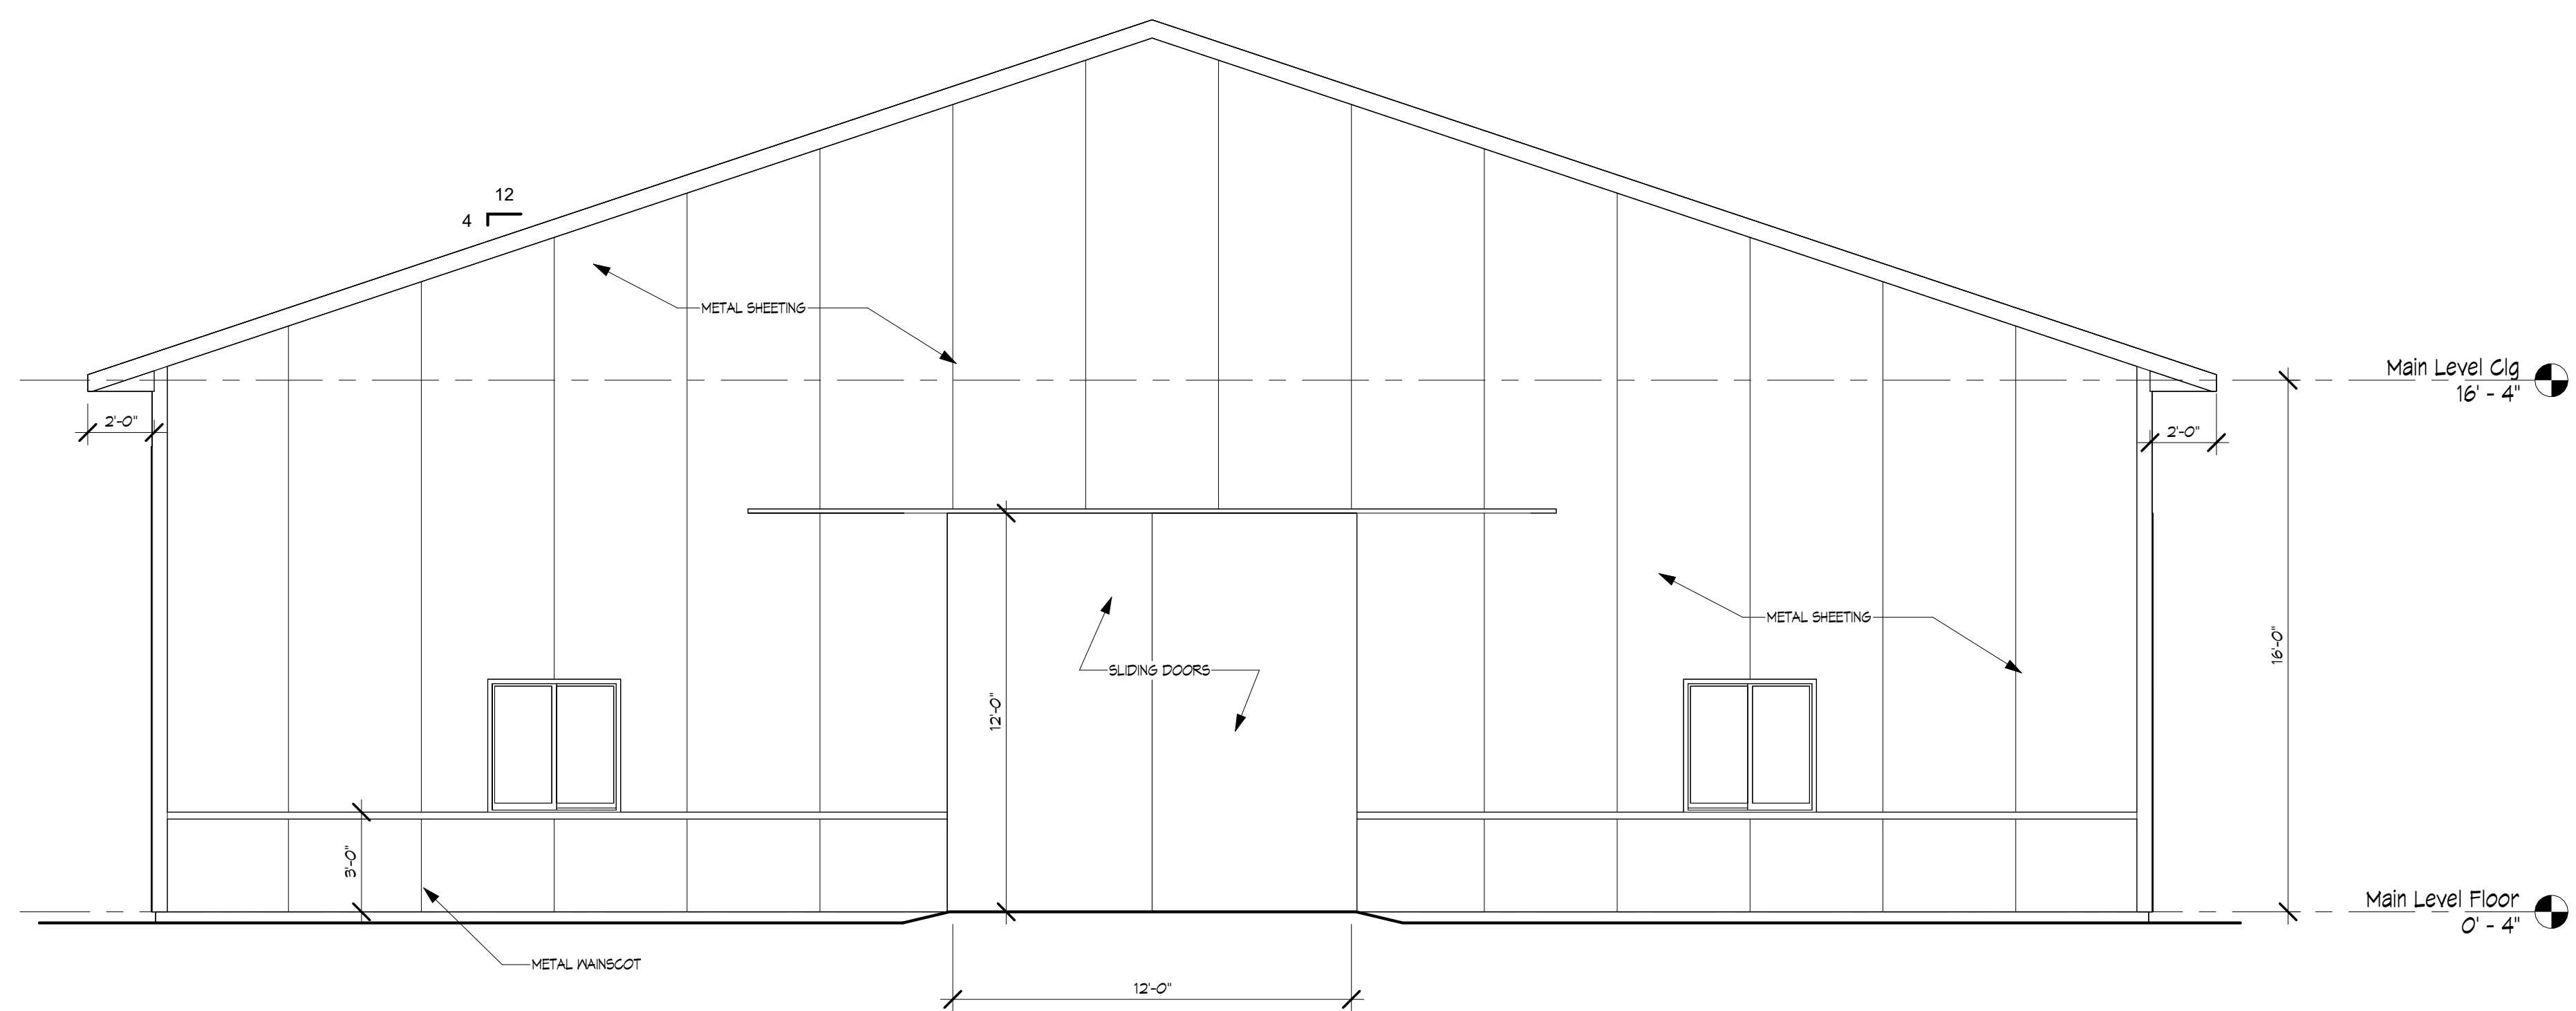 12
4
METAL SHEETING
Main Level Clg
16' - 4"
2'-0"
2'-0"
METAL SHEETING
16'-0"
SLIDING DOORS
12'-0"
3'-0"
Main Level Floor
0' - 4"
METAL WAINSCOT
12'-0"